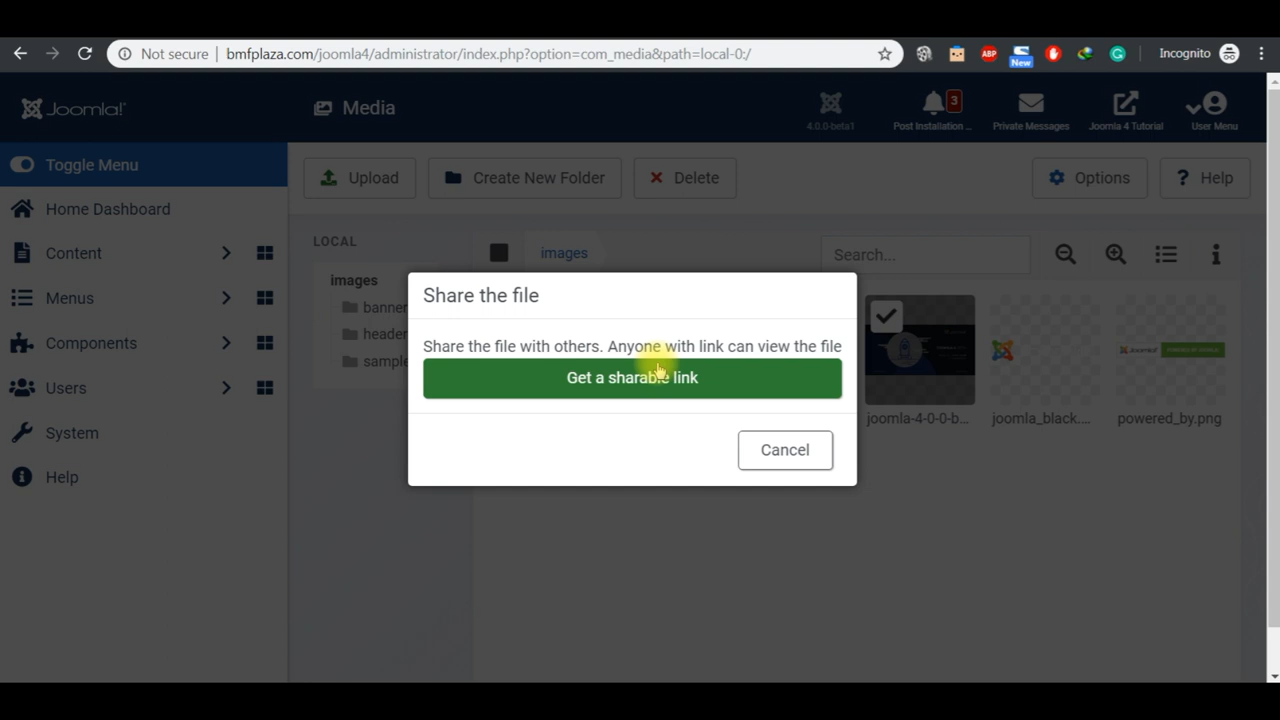 Not secure
bmfplaza.com/joomla4/administrator/index.php?option=com_media&path=local-0:/
ABP
New
Incognito
Joomla!
Media
4.0.0-beta1
3
Post Installation ...
Private Messages
Joomla 4 Tutorial
User Menu
Toggle Menu
Upload
Create New Folder
Delete
Options
Help
Home Dashboard
Content
Menus
Components
Users
System
Help
LOCAL
images
banner
header
sample
images
Search...
Share the file
Share the file with others. Anyone with link can view the file
Get a sharable link
Cancel
joomla-4-0-0-b...
joomla_black....
powered_by.png